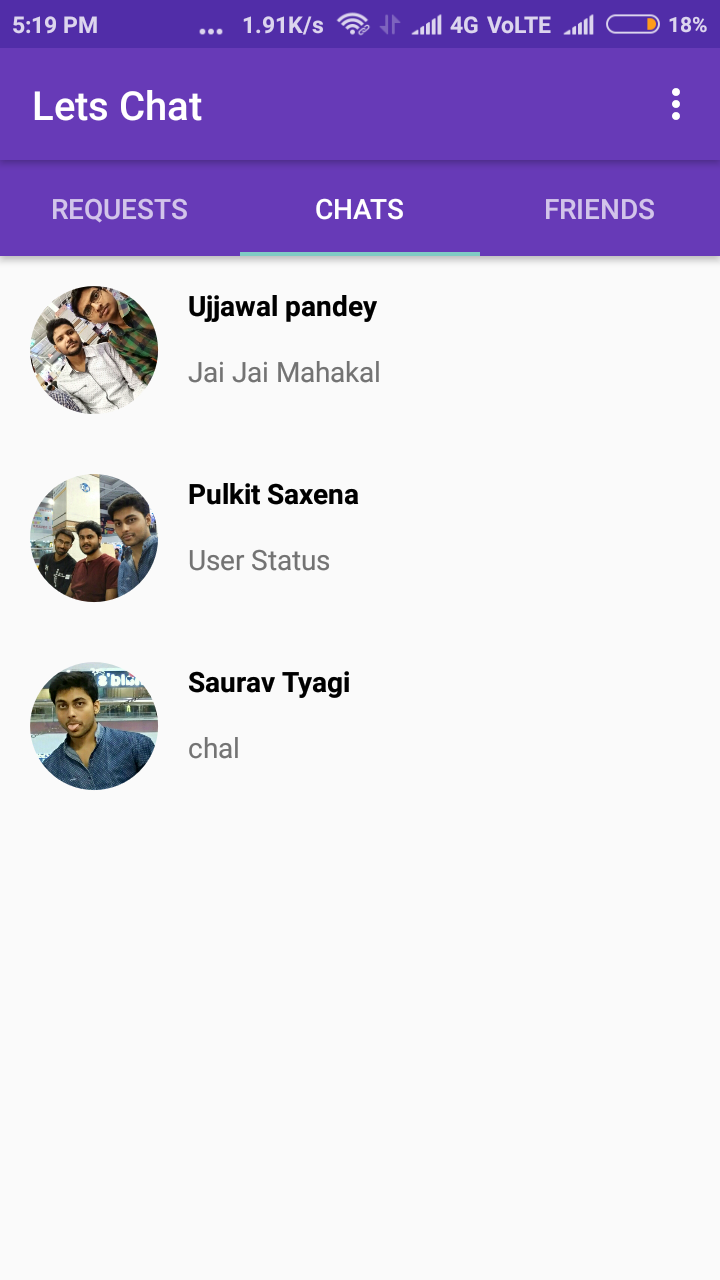 5:19 PM ... 1.91K/s 4G VoLTE 18%
Lets Chat
REQUESTS CHATS FRIENDS
Ujjawal pandey
Jai Jai Mahakal
Pulkit Saxena
User Status
Saurav Tyagi
chal